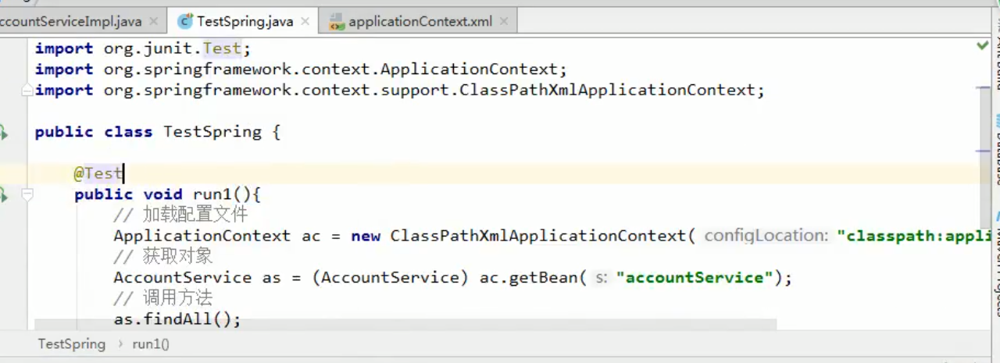 ccountServiceImpl.java TestSpring.java applicationContext.xml
import org.junit.Test;
import org.springframework.context.ApplicationContext;
import org.springframework.context.support.ClassPathXmlApplicationContext;
public class TestSpring {
@Test
public void run1(){
// 加载配置文件
ApplicationContext ac = new ClassPathXmlApplicationContext( configLocation: "classpath:appli
// 获取对象
AccountService as = (AccountService) ac.getBean( s: "accountService");
// 调用方法
as.findAll();
TestSpring › run1()